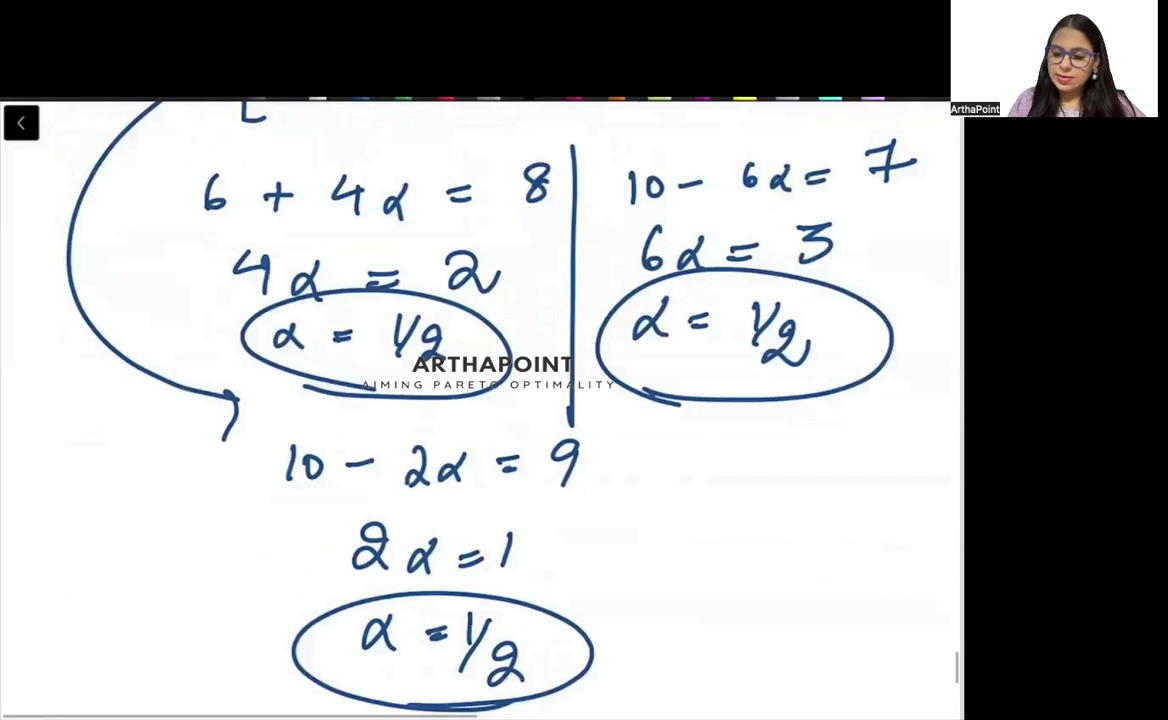 ArthaPoint
6 + 4α = 8
4α = 2
α = 1/2
10 - 6α = 7
6α = 3
α = 1/2
ARTHAPOINT
AIMING PARETO OPTIMALITY
10 - 2α = 9
2α = 1
α = 1/2